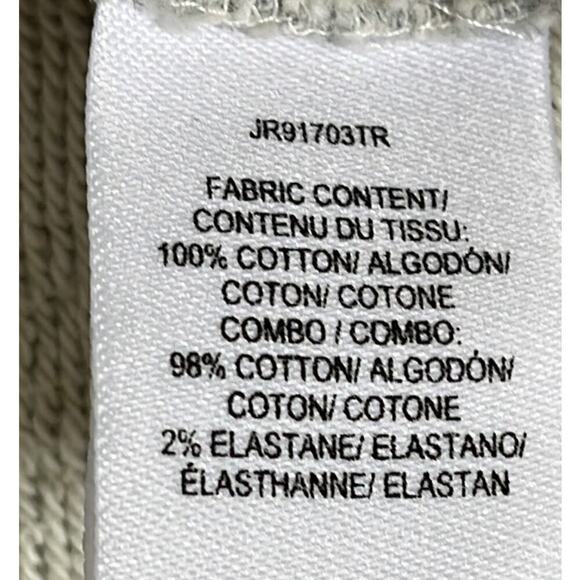 JR91703TR
FABRIC CONTENT/
CONTENU DU TISSU:
100% COTTON/ ALGODÓN/
COTON/ COTONE
COMBO / COMBO:
98% COTTON/ ALGODÓN/
COTON/ COTONE
2% ELASTANE/ ELASTANO/
ÉLASTHANNE/ ELASTAN